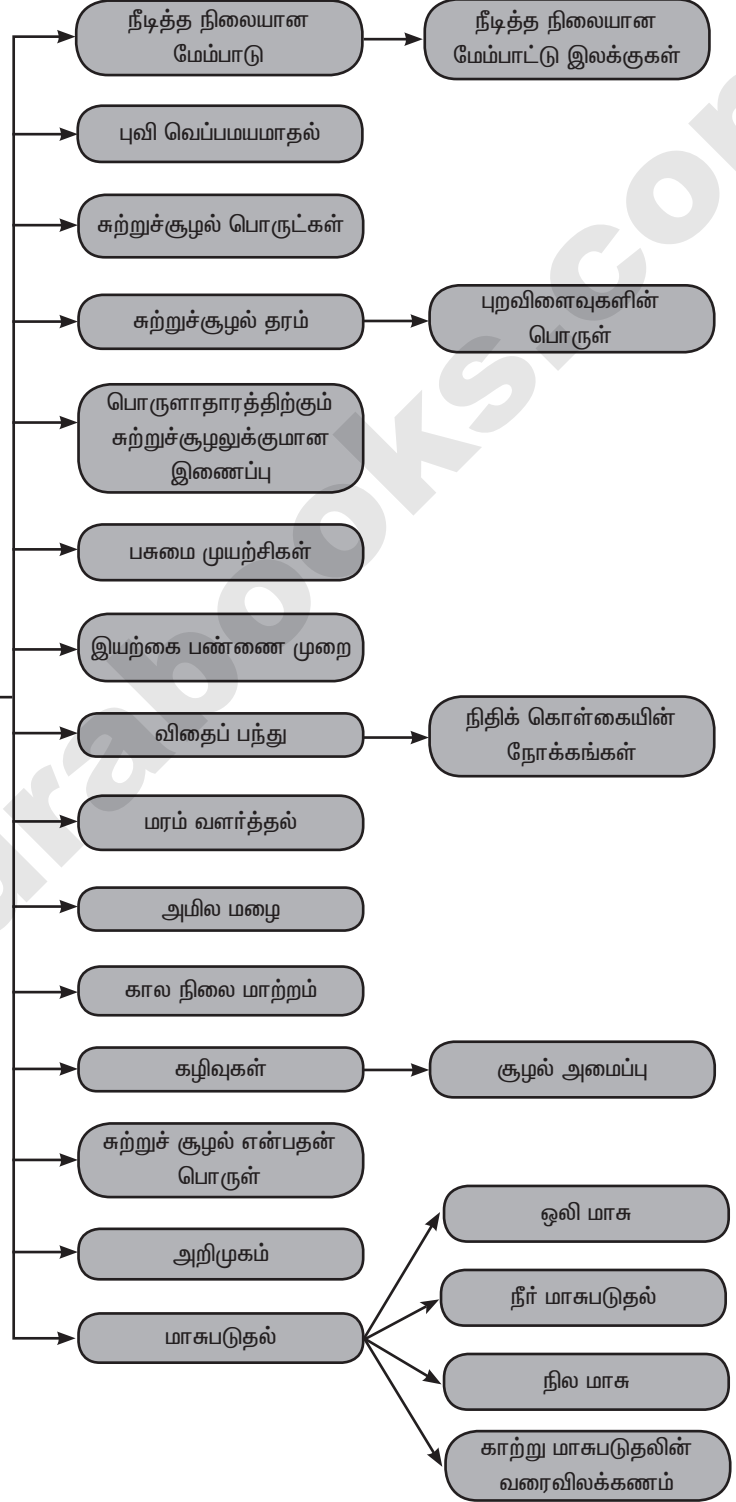 நீடித்த நிலையான
மேம்பாடு
நீடித்த நிலையான
மேம்பாட்டு இலக்குகள்
புவி வெப்பமயமாதல்
சுற்றுச்சூழல் பொருட்கள்
சுற்றுச்சூழல் தரம்
புறவிளைவுகளின்
பொருள்
பொருளாதாரத்திற்கும்
சுற்றுச்சூழலுக்குமான
இணைப்பு
பசுமை முயற்சிகள்
இயற்கை பண்ணை முறை
விதைப் பந்து
நிதிக் கொள்கையின்
நோக்கங்கள்
மரம் வளர்த்தல்
அமில மழை
கால நிலை மாற்றம்
கழிவுகள்
சூழல் அமைப்பு
சுற்றுச் சூழல் என்பதன்
பொருள்
அறிமுகம்
மாசுபடுதல்
ஒலி மாசு
நீர் மாசுபடுதல்
நில மாசு
காற்று மாசுபடுதலின்
வரைவிலக்கணம்